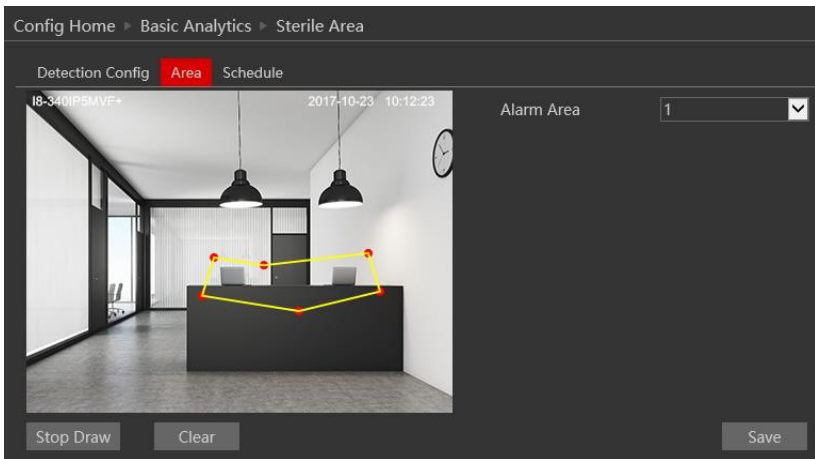 Config Home ▶ Basic Analytics ▶ Sterile Area
Detection Config Area Schedule
I8-340IP5MVF+ 2017-10-23 10:12:23
Alarm Area 1
Stop Draw Clear Save